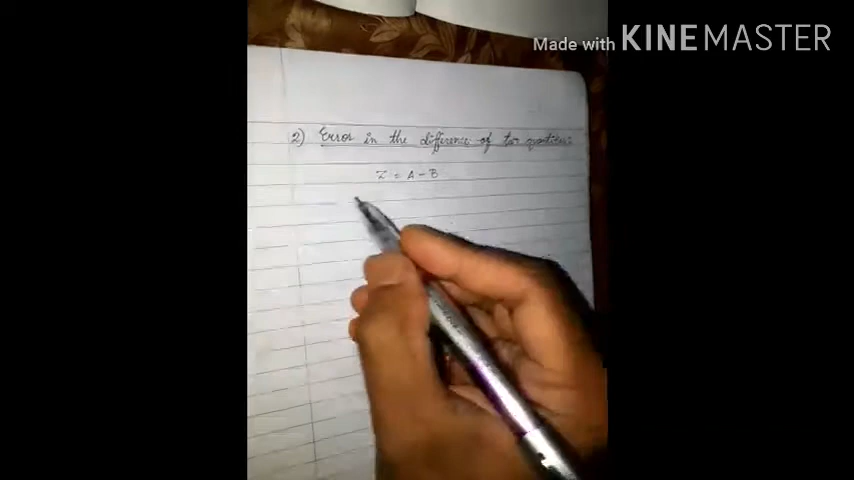 Made with KINEMASTER
2) Error in the difference of two quantities:
Z = A - B